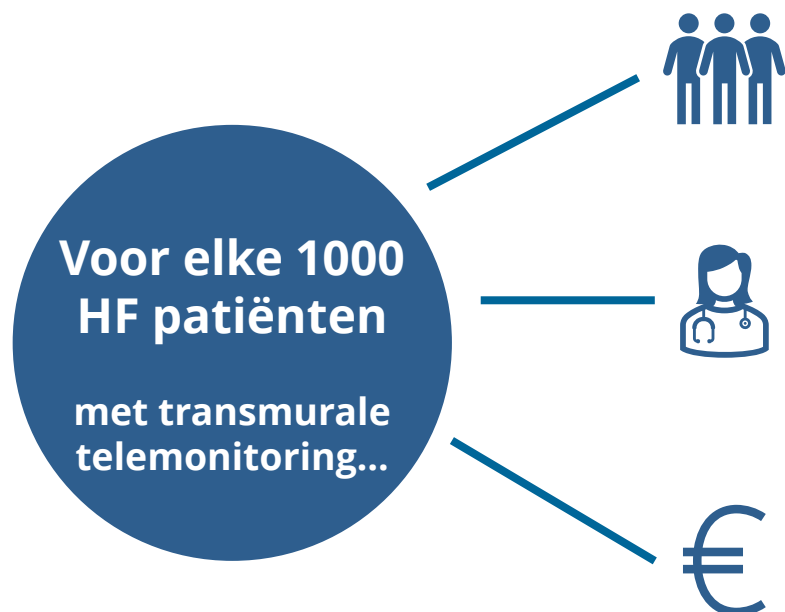 Voor elke 1000
HF patiënten
met transmurale
telemonitoring...
€